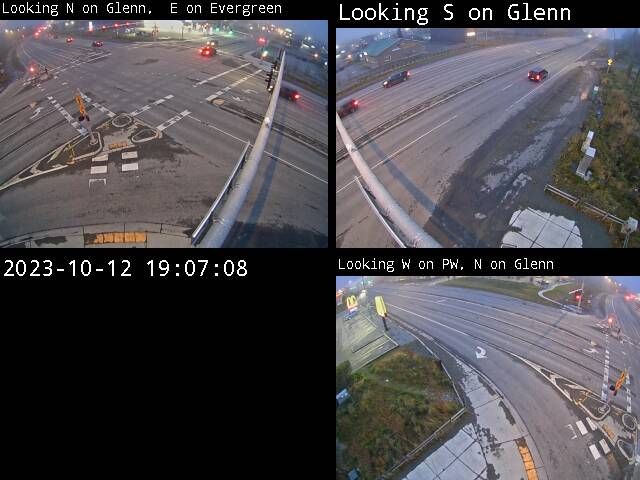 Looking N on Glenn,  E on Evergreen
Looking S on Glenn
2023-10-12 19:07:08
Looking W on PW, N on Glenn